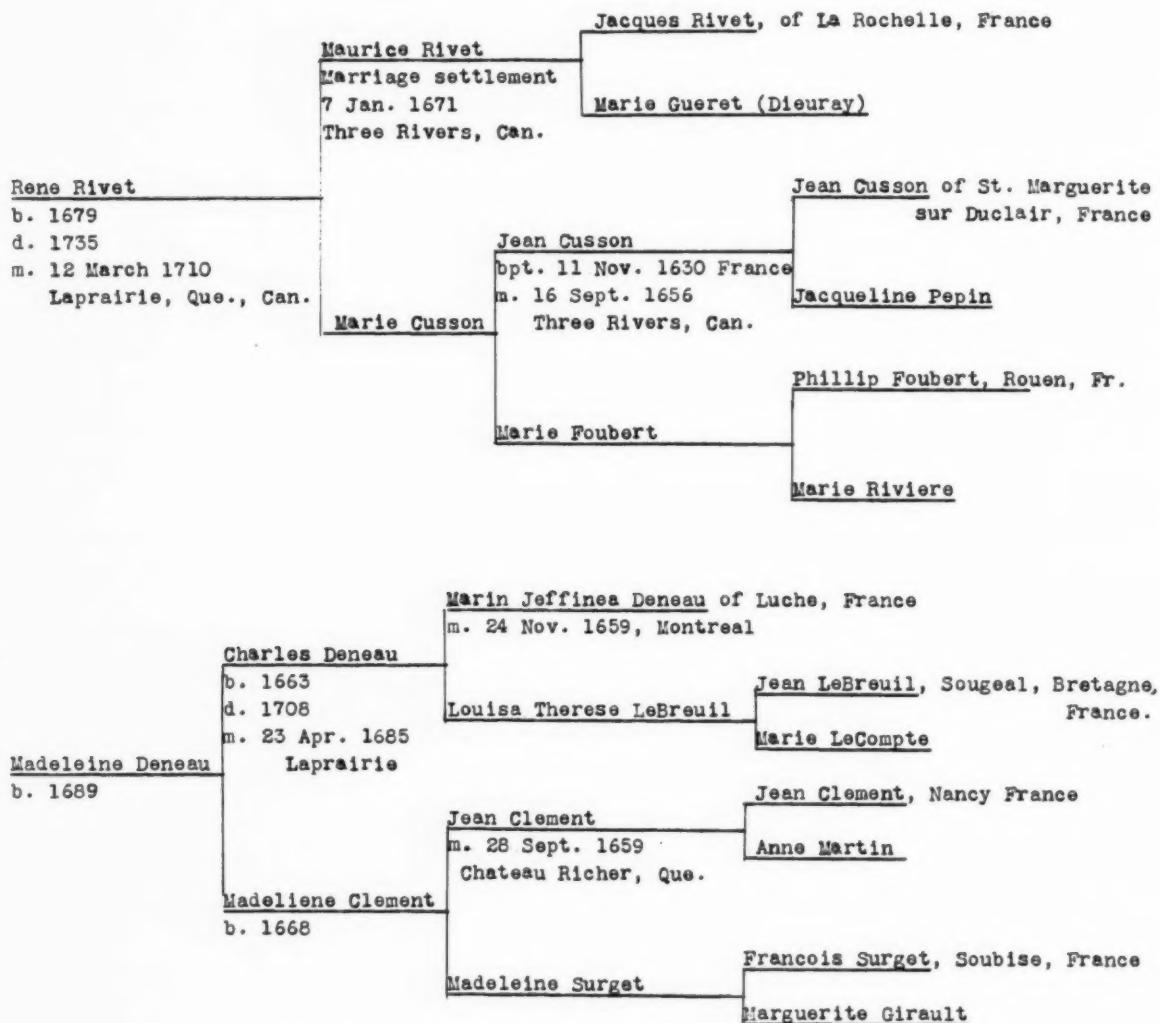 Jacques Rivet, of La Rochelle, France
Maurice Rivet
Marriage settlement
7 Jan. 1671
Three Rivers, Can.
Marie Gueret (Dieuray)
Rene Rivet
b. 1679
d. 1735
m. 12 March 1710
Laprairie, Que., Can.
Jean Cusson of St. Marguerite
sur Duclair, France
Jean Cusson
bpt. 11 Nov. 1630 France
m. 16 Sept. 1656
Three Rivers, Can.
Jacqueline Pepin
Marie Cusson
Phillip Foubert, Rouen, Fr.
Marie Foubert
Marie Riviere
Marin Jeffinea Deneau of Luche, France
m. 24 Nov. 1659, Montreal
Charles Deneau
b. 1663
d. 1708
m. 23 Apr. 1685
Laprairie
Jean LeBreuil, Sougeal, Bretagne,
France.
Louisa Therese LeBreuil
Marie LeCompte
Madeleine Deneau
b. 1689
Jean Clement, Nancy France
Jean Clement
m. 28 Sept. 1659
Chateau Richer, Que.
Anne Martin
Madeliene Clement
b. 1668
Francois Surget, Soubise, France
Madeleine Surget
Marguerite Girault